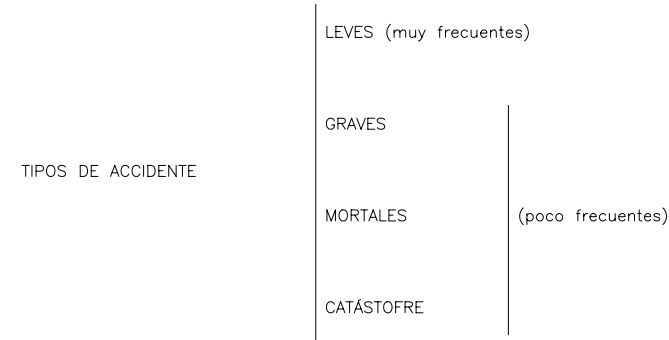 LEVES (muy frecuentes)
GRAVES
TIPOS DE ACCIDENTE
MORTALES
(poco frecuentes)
CATÁSTOFRE